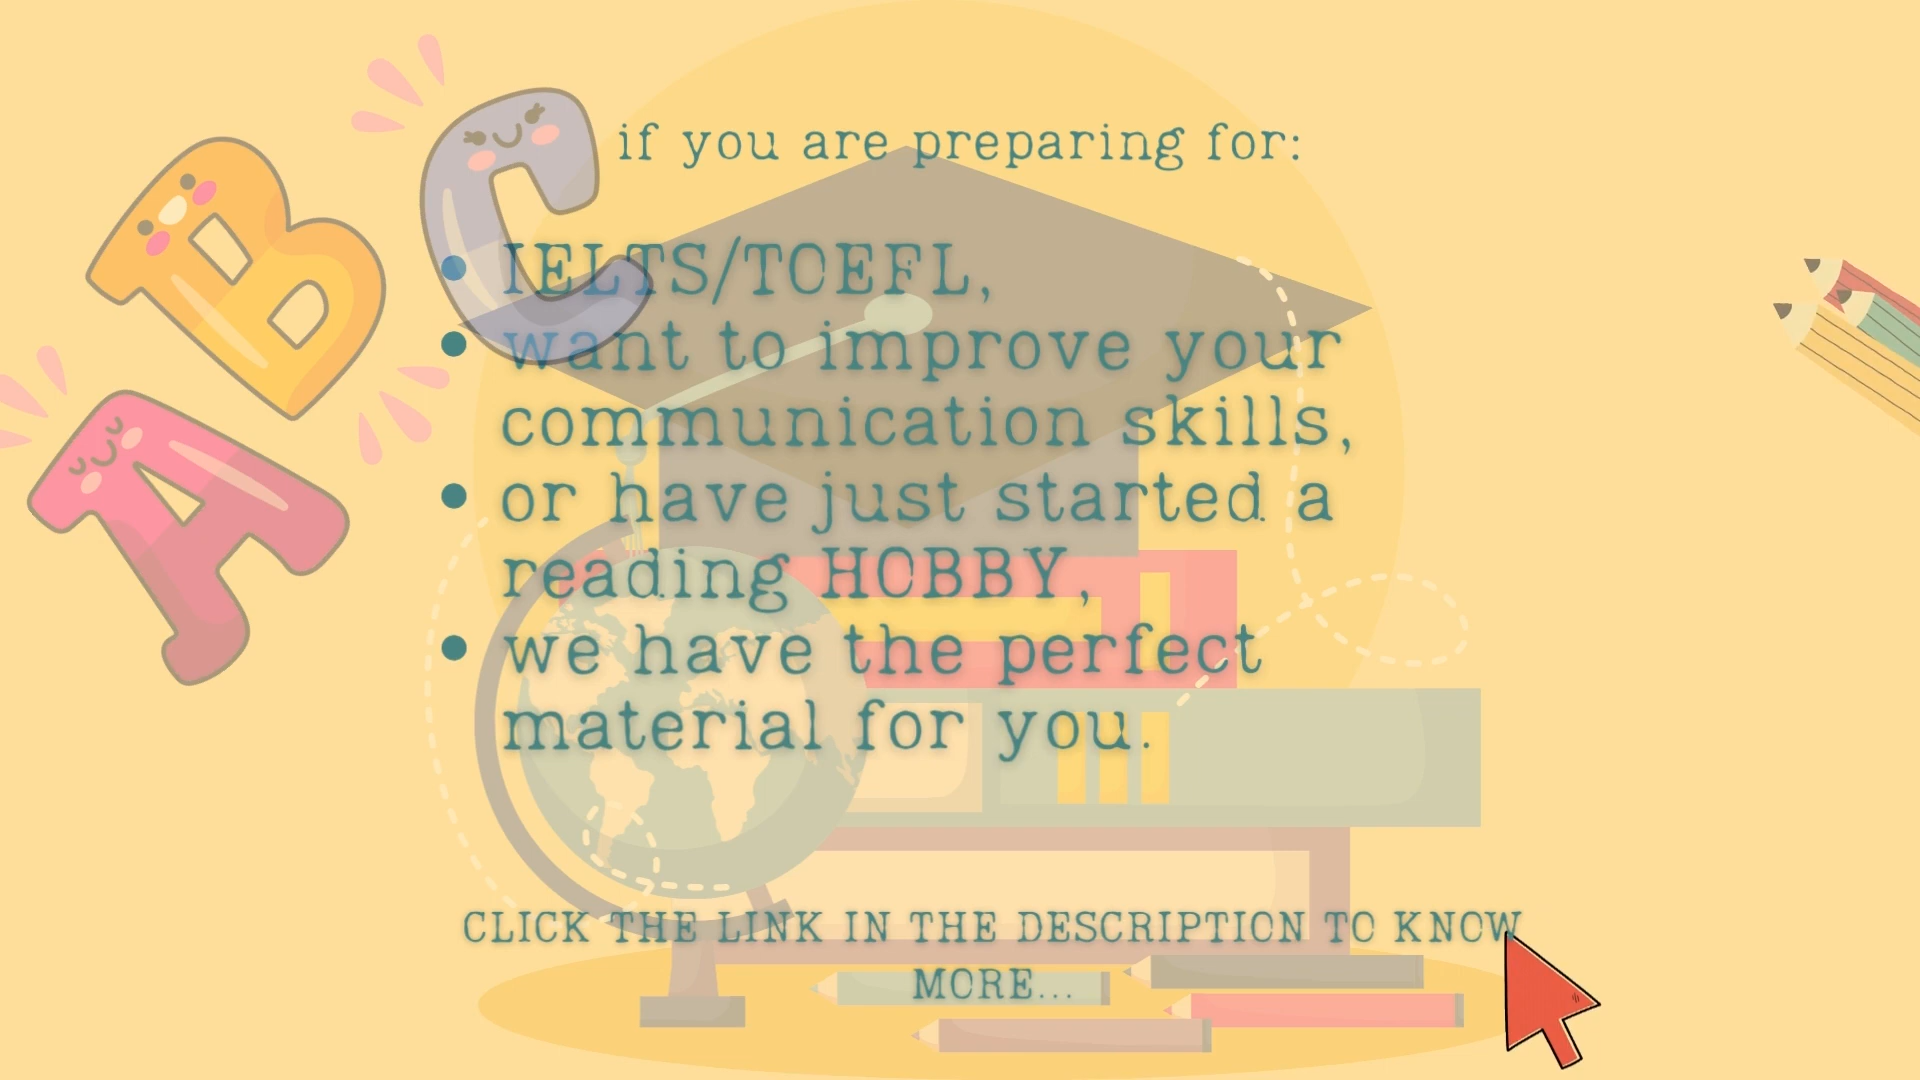 if you are preparing for:
• IELTS/TOEFL,
• want to improve your
communication skills,
• or have just started a
reading HOBBY,
• we have the perfect
material for you.
CLICK THE LINK IN THE DESCRIPTION TO KNOW
MORE...
A
B
C